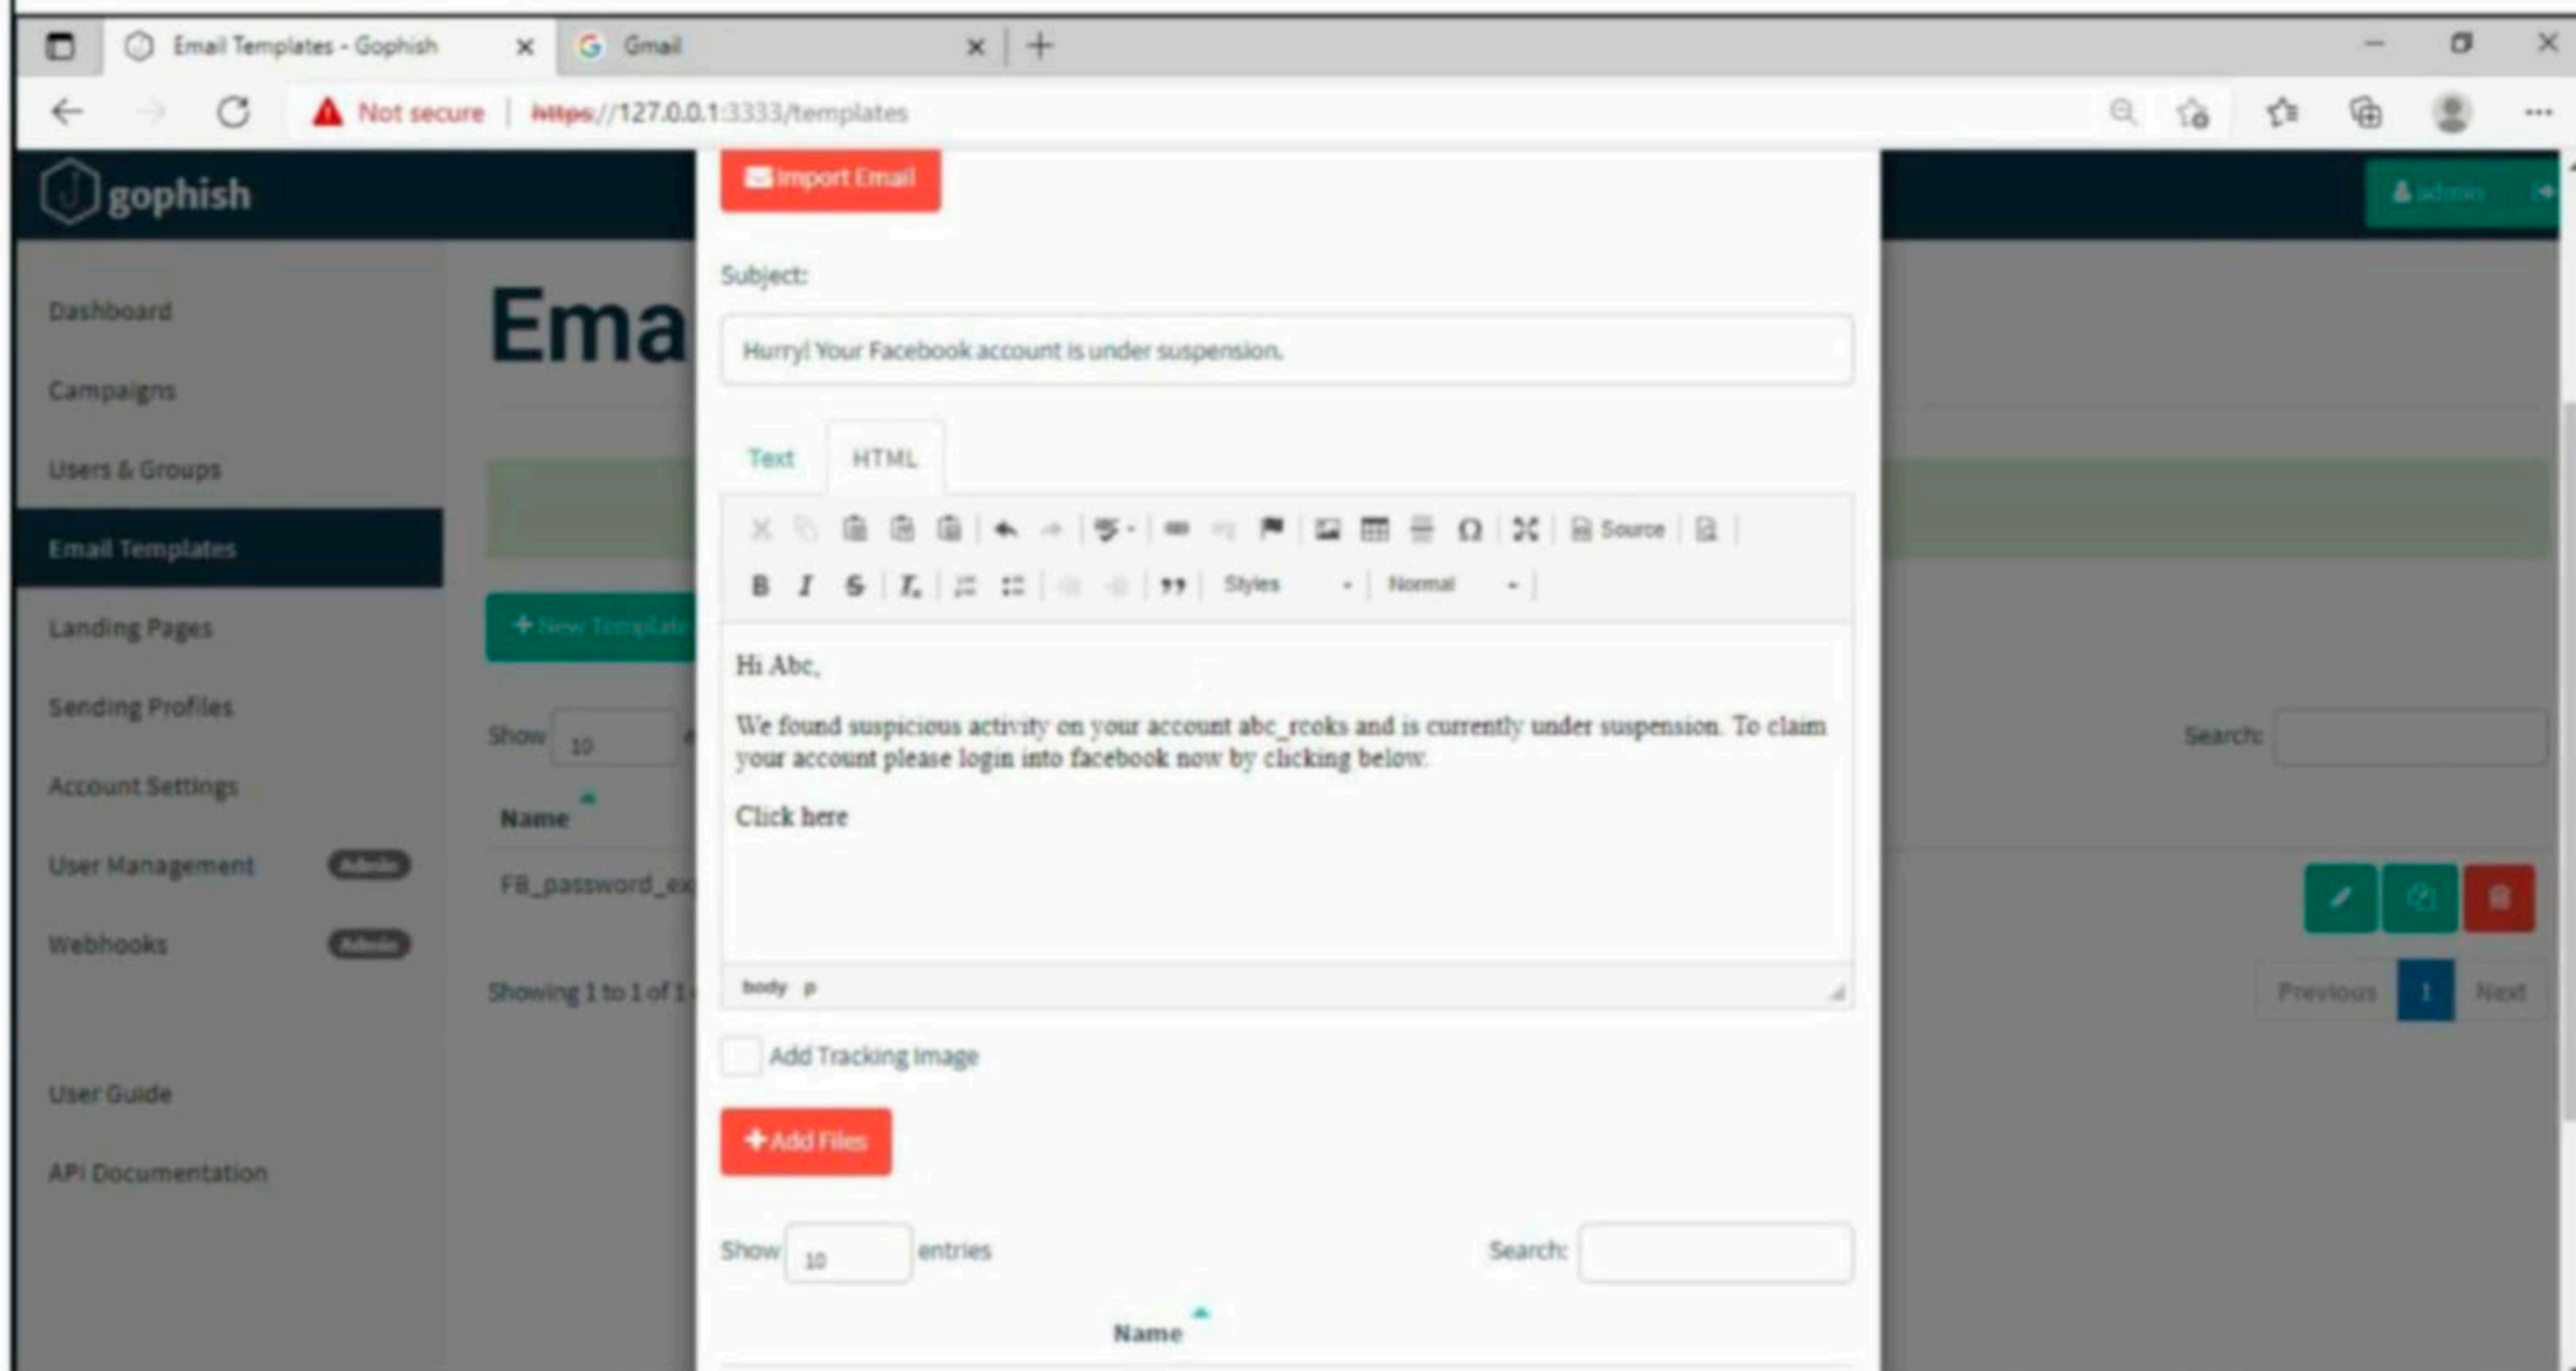 Email Templates - Gophish
Gmail
Not secure
https://127.0.0.1:3333/templates
gophish
Import Email
admin
Subject:
Dashboard
Ema
Hurry! Your Facebook account is under suspension.
Campaigns
Text
HTML
Users & Groups
Source
Email Templates
B I S
Styles
Normal
Landing Pages
+ New Template
Hi Abc,
Sending Profiles
We found suspicious activity on your account abc_rcoks and is currently under suspension. To claim
your account please login into facebook now by clicking below.
Show 10
Search:
Account Settings
Name
Click here
User Management Admin
FB_password_ex
Webhooks Admin
Showing 1 to 1 of 1
body p
Previous 1 Next
Add Tracking Image
User Guide
+ Add Files
API Documentation
Show 10 entries
Search:
Name